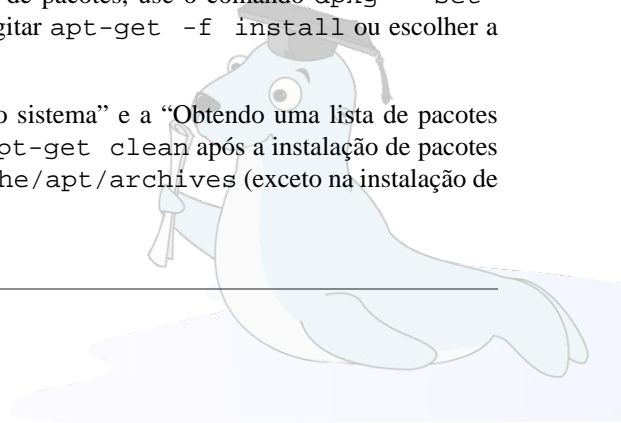 de pacotes, use o comando dpkg --set-
gitar apt-get -f install ou escolher a
o sistema” e a “Obtendo uma lista de pacotes
pt-get clean após a instalação de pacotes
he/apt/archives (exceto na instalação de